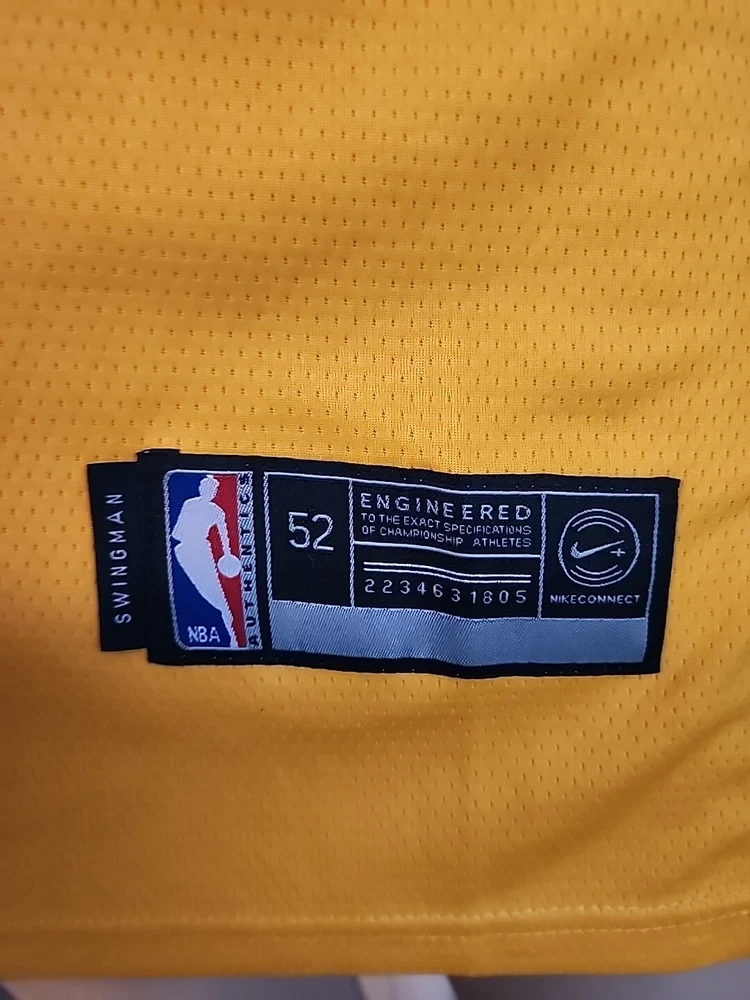 SWINGMAN
NBA
AUTHENTICS
52
ENGINEERED
TO THE EXACT SPECIFICATIONS
OF CHAMPIONSHIP ATHLETES
2234631805
NIKECONNECT